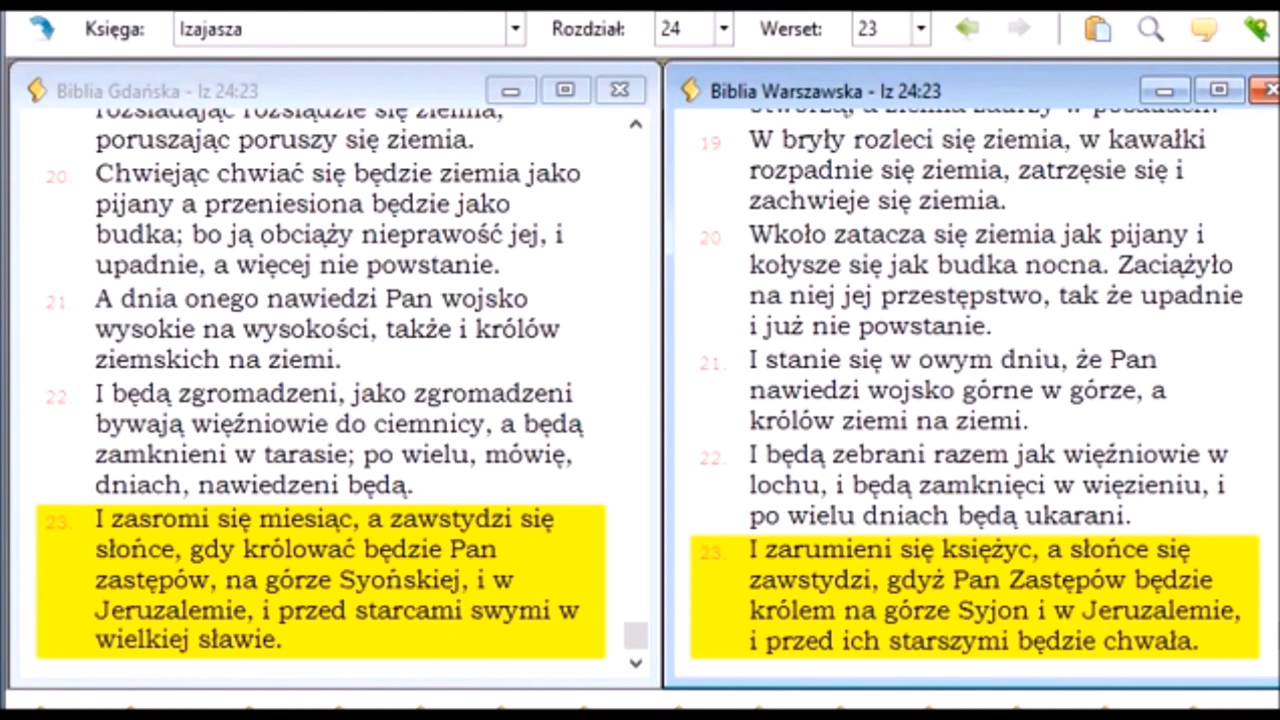 Księga: Izajasza Rozdział: 24 Werset: 23
Biblia Gdańska - Iz 24:23
rozsiadając rozsiądzie się ziemia,
poruszając poruszy się ziemia.
20. Chwiejąc chwiać się będzie ziemia jako
pijany a przeniesiona będzie jako
budka; bo ją obciąży nieprawość jej, i
upadnie, a więcej nie powstanie.
21. A dnia onego nawiedzi Pan wojsko
wysokie na wysokości, także i królów
ziemskich na ziemi.
22. I będą zgromadzeni, jako zgromadzeni
bywają więźniowie do ciemnicy, a będą
zamknieni w tarasie; po wielu, mówię,
dniach, nawiedzeni będą.
23. I zasromi się miesiąc, a zawstydzi się
słońce, gdy królować będzie Pan
zastępów, na górze Syońskiej, i w
Jeruzalemie, i przed starcami swymi w
wielkiej sławie.
Biblia Warszawska - Iz 24:23
19. W bryły rozleci się ziemia, w kawałki
rozpadnie się ziemia, zatrzęsie się i
zachwieje się ziemia.
20. Wkoło zatacza się ziemia jak pijany i
kołysze się jak budka nocna. Zaciążyło
na niej jej przestępstwo, tak że upadnie
i już nie powstanie.
21. I stanie się w owym dniu, że Pan
nawiedzi wojsko górne w górze, a
królów ziemi na ziemi.
22. I będą zebrani razem jak więźniowie w
lochu, i będą zamknięci w więzieniu, i
po wielu dniach będą ukarani.
23. I zarumieni się księżyc, a słońce się
zawstydzi, gdyż Pan Zastępów będzie
królem na górze Syjon i w Jeruzalemie,
i przed ich starszymi będzie chwała.